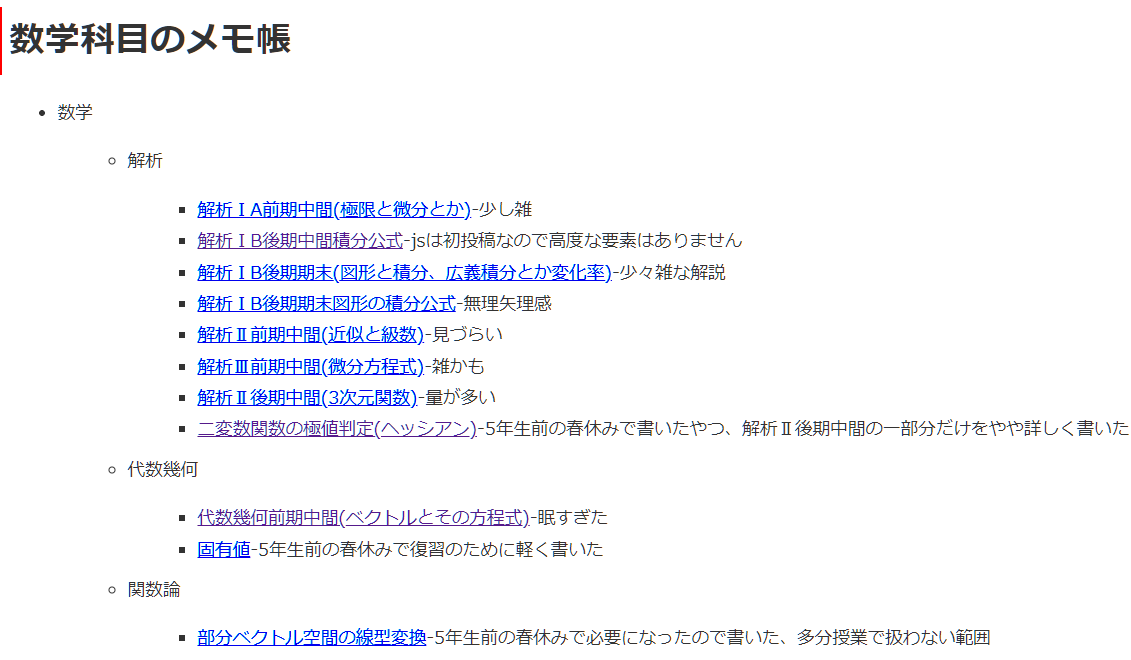 数学科目のメモ帳
数学
解析
解析ⅠA前期中間(極限と微分とか)-少し雑
解析ⅠB後期中間積分公式-jsは初投稿なので高度な要素はありません
解析ⅠB後期期末(図形と積分、広義積分とか変化率)-少々雑な解説
解析ⅠB後期期末図形の積分公式-無理矢理感
解析Ⅱ前期中間(近似と級数)-見づらい
解析Ⅲ前期中間(微分方程式)-雑かも
解析Ⅱ後期中間(3次元関数)-量が多い
二変数関数の極値判定(ヘッシアン)-5年生前の春休みで書いたやつ、解析Ⅱ後期中間の一部分だけをやや詳しく書いた
代数幾何
代数幾何前期中間(ベクトルとその方程式)-眠すぎた
固有値-5年生前の春休みで復習のために軽く書いた
関数論
部分ベクトル空間の線型変換-5年生前の春休みで必要になったので書いた、多分授業で扱わない範囲